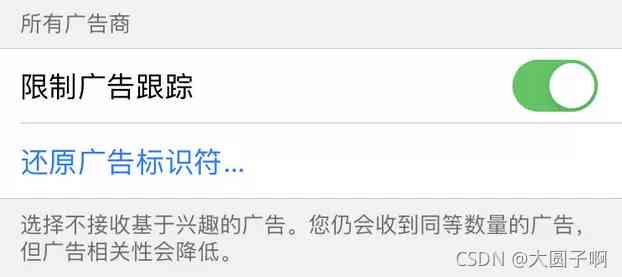 所有广告商
限制广告跟踪
还原广告标识符...
选择不接收基于兴趣的广告。您仍会收到同等数量的广告，
但广告相关性会降低。
CSDN @大圆子啊